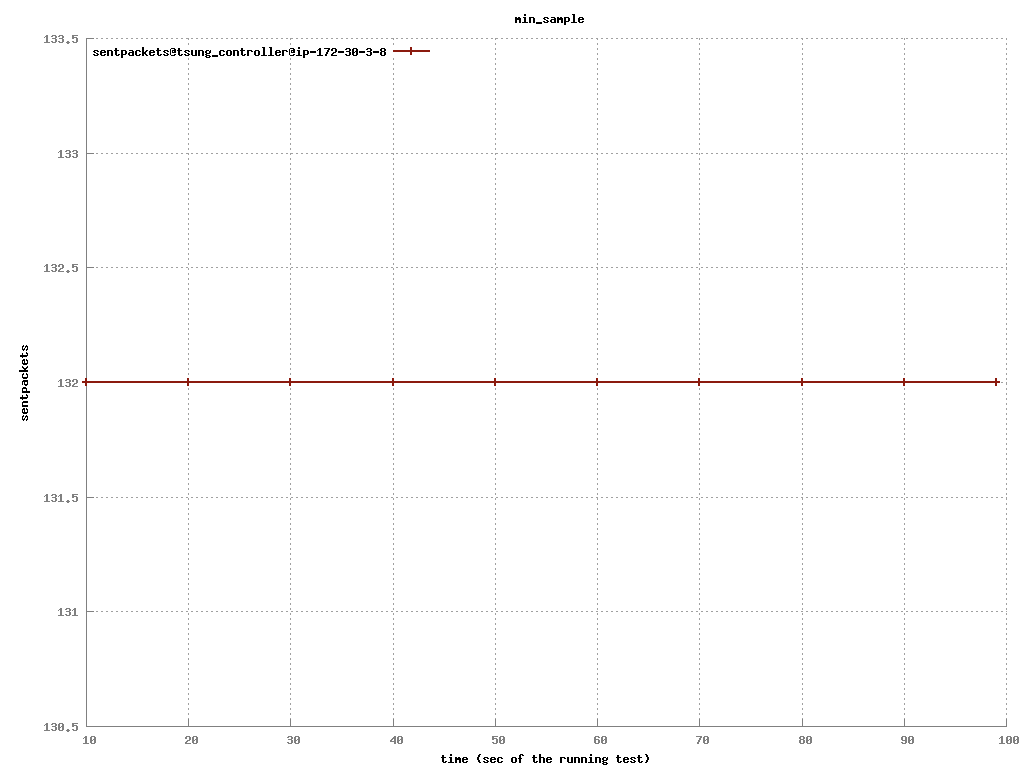 min_sample
sentpackets@tsung_controller@ip-172-30-3-8
133.5
133
132.5
132
131.5
131
130.5
sentpackets
10 20 30 40 50 60 70 80 90 100
time (sec of the running test)